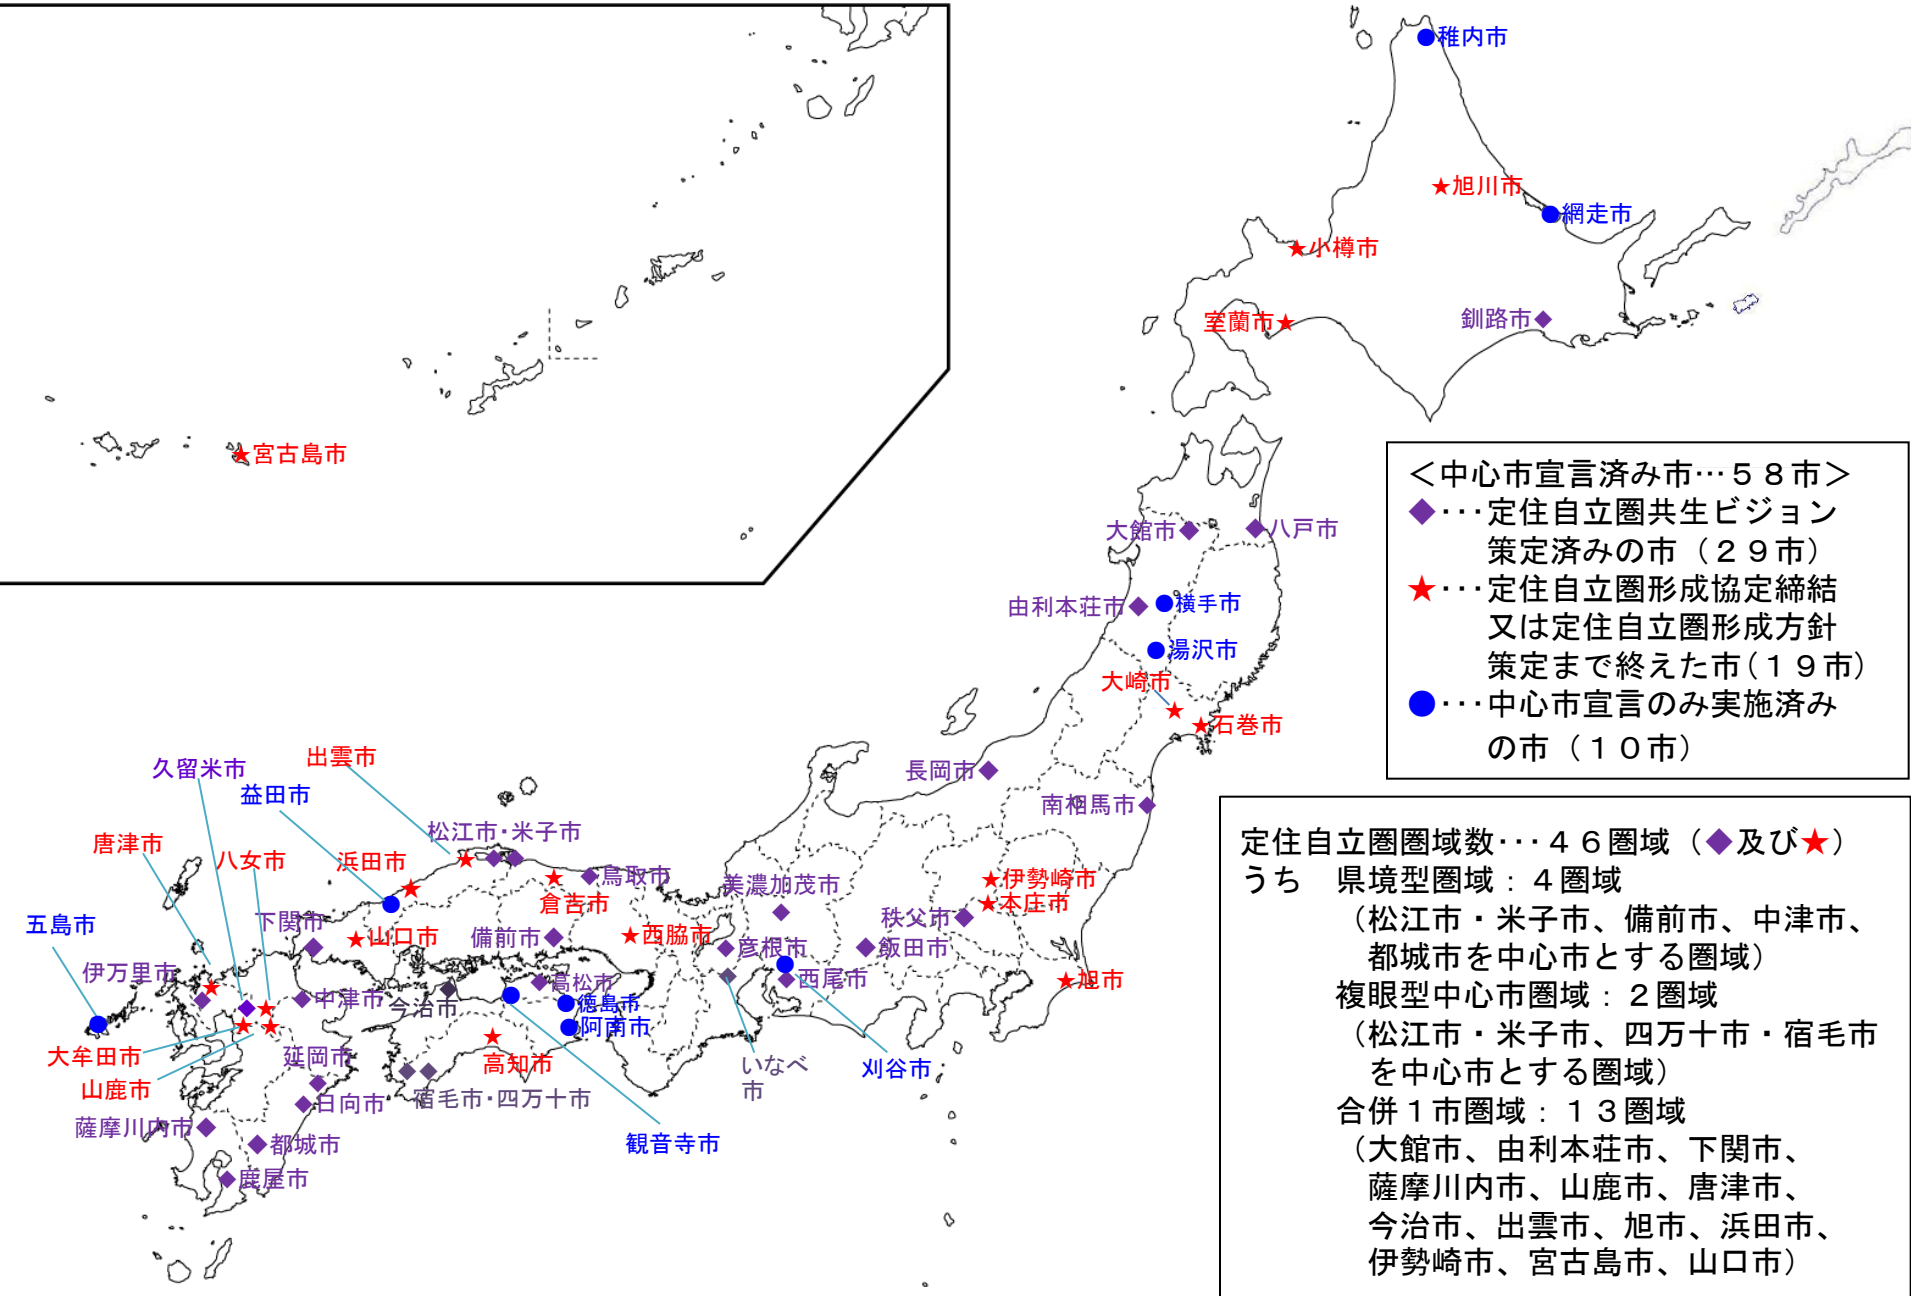 稚内市
★旭川市
網走市
★小樽市
室蘭市★
釧路市◆
★宮古島市
＜中心市宣言済み市…５８市＞
◆…定住自立圏共生ビジョン
策定済みの市（２９市）
★…定住自立圏形成協定締結
又は定住自立圏形成方針
策定まで終えた市（１９市）
●…中心市宣言のみ実施済み
の市（１０市）
大館市◆
◆八戸市
由利本荘市◆
●横手市
●湯沢市
大崎市
★石巻市
長岡市◆
南相馬市◆
出雲市
久留米市
益田市
唐津市
八女市
浜田市
松江市・米子市
◆鳥取市
倉吉市
美濃加茂市
★伊勢崎市
★本庄市
秩父市◆
五島市
下関市
★山口市
備前市◆
★西脇市
◆彦根市
◆飯田市
伊万里市
◆中津市
今治市
◆高松市
●徳島市
●阿南市
◆西尾市
★旭市
大牟田市
山鹿市
延岡市
高知市
いなべ
市
刈谷市
◆日向市
宿毛市・四万十市
薩摩川内市◆
◆都城市
◆鹿屋市
観音寺市
定住自立圏圏域数…４６圏域（◆及び★）
うち　県境型圏域：４圏域
（松江市・米子市、備前市、中津市、
都城市を中心市とする圏域）
複眼型中心市圏域：２圏域
（松江市・米子市、四万十市・宿毛市
を中心市とする圏域）
合併１市圏域：１３圏域
（大館市、由利本荘市、下関市、
薩摩川内市、山鹿市、唐津市、
今治市、出雲市、旭市、浜田市、
伊勢崎市、宮古島市、山口市）